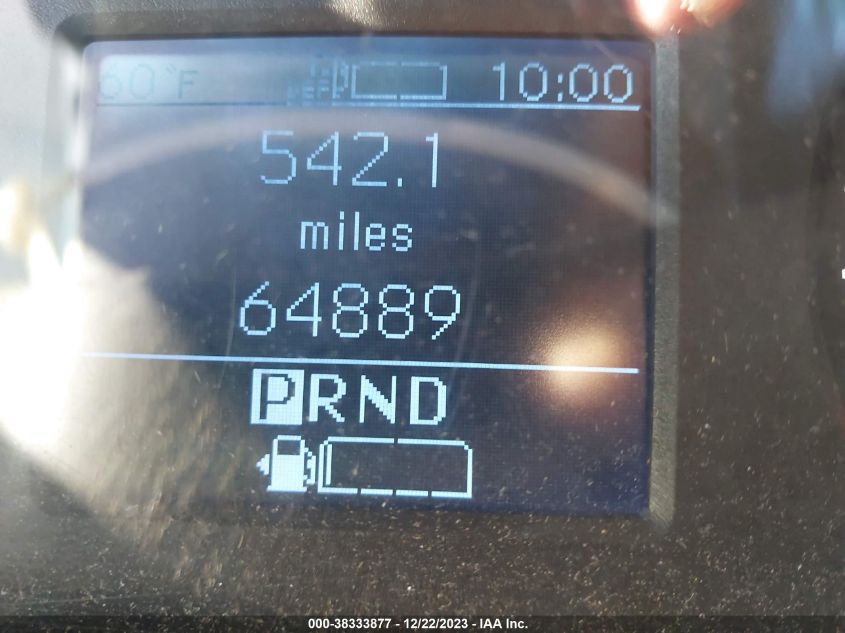 60°F 10:00
542.1
miles
64889
PRND
000-38333877 - 12/22/2023 - IAA Inc.